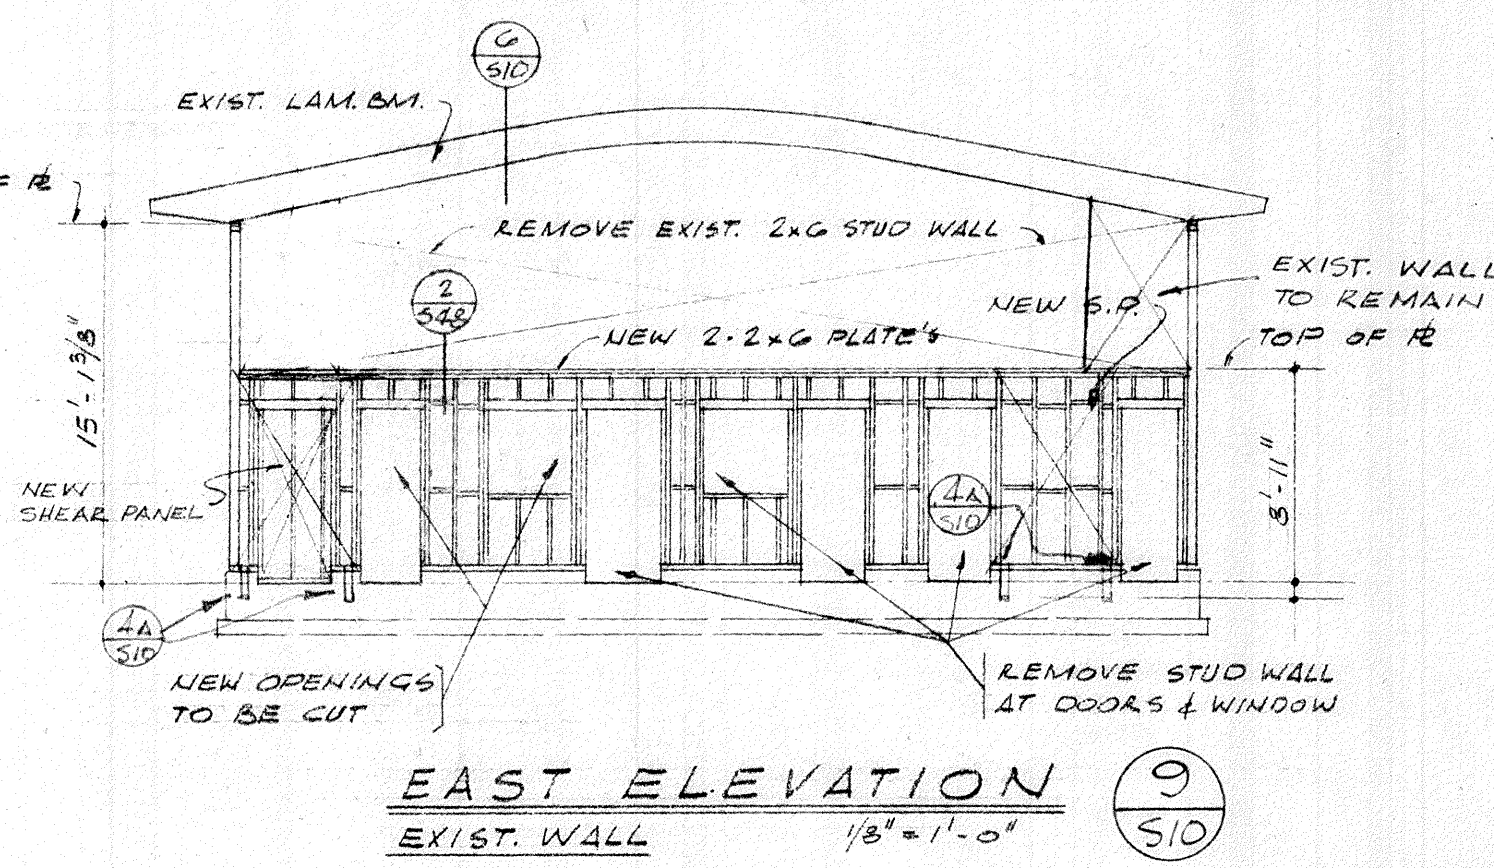 6
S10
EXIST. LAM. BM.
= PL
REMOVE EXIST. 2x6 STUD WALL
2
EXIST. WALL
TO REMAIN
NEW S.P.
NEW 2-2x6 PLATE'S
TOP OF PL
15'-1 3/8"
8'-11"
NEW
SHEAR PANEL
4A
S10
4A
S10
NEW OPENINGS
TO BE CUT
REMOVE STUD WALL
AT DOORS & WINDOW
EAST ELEVATION
EXIST. WALL
1/8" = 1'-0"
9
S10